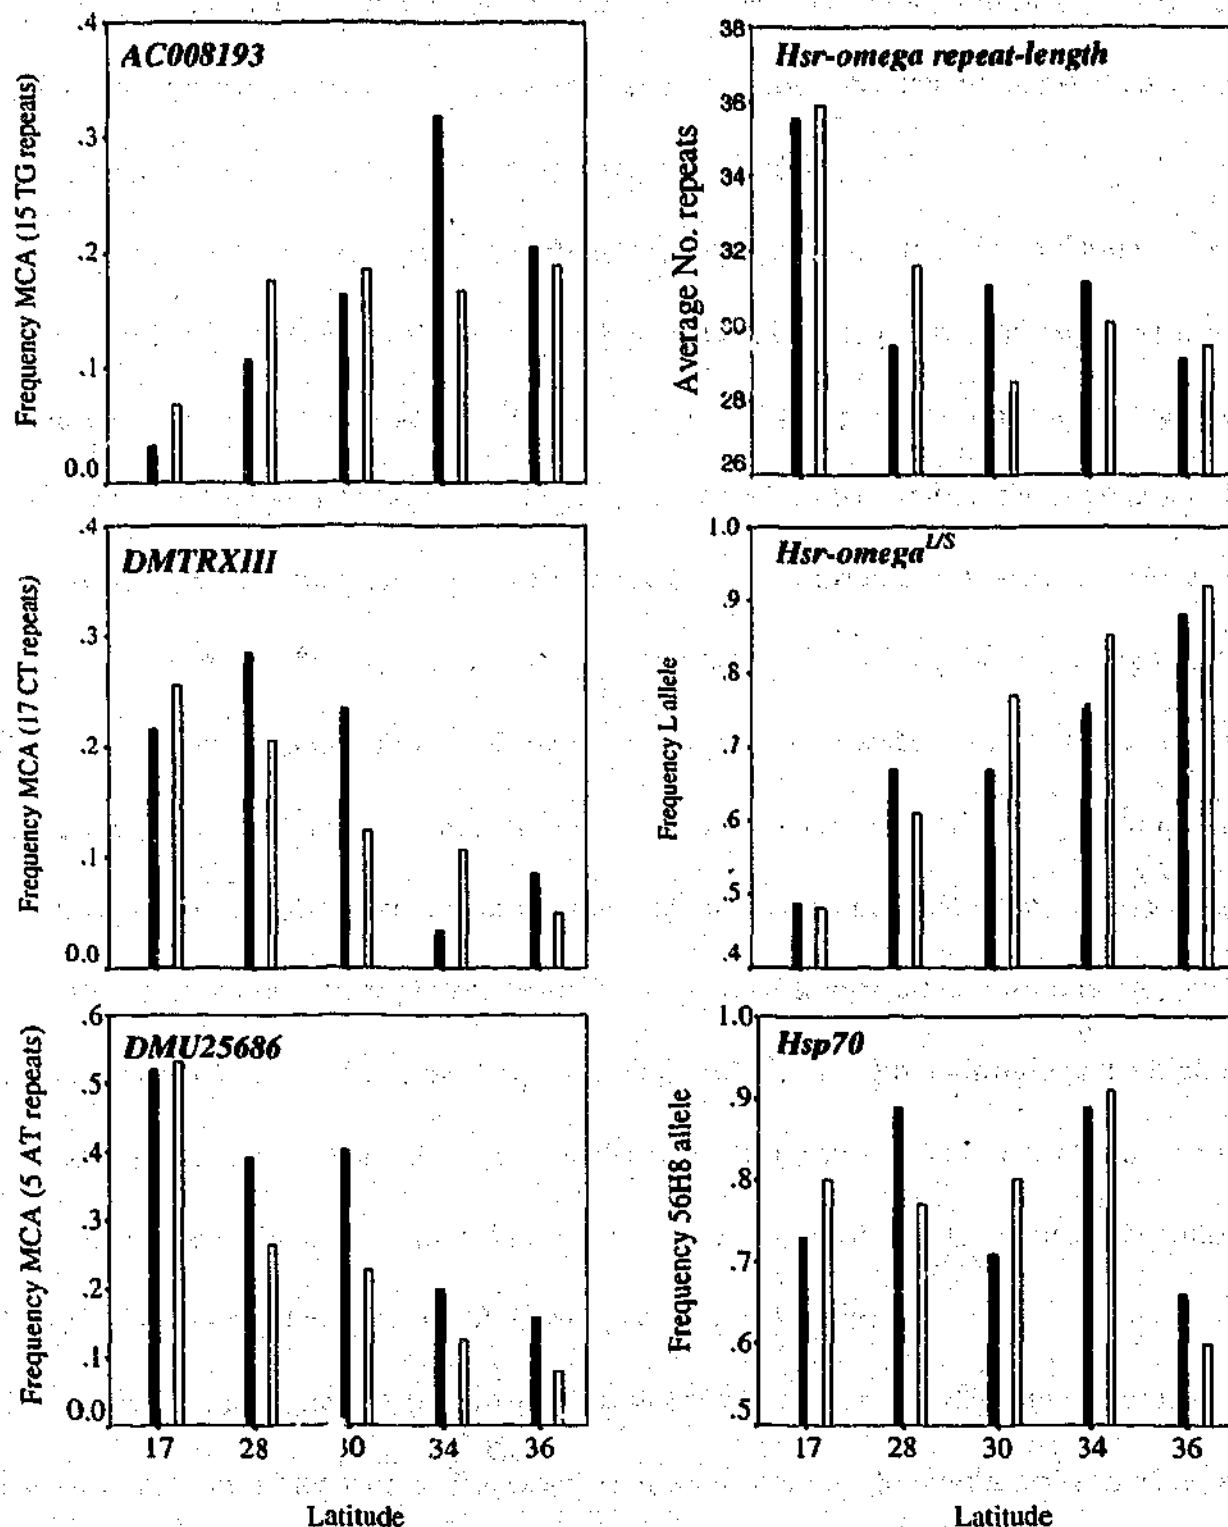 AC008193
Frequency MCA (15 TG repeats)
.4
.3
.2
.1
0.0
Hsr-omega repeat-length
Average No. repeats
38
36
34
32
30
28
26
DMTRXIII
Frequency MCA (17 CT repeats)
.4
.3
.2
.1
0.0
Hsr-omega L/S
Frequency L allele
1.0
.9
.8
.7
.6
.5
.4
DMU25686
Frequency MCA (5 AT repeats)
.6
.5
.4
.3
.2
.1
0.0
17 28 30 34 36
Latitude
Hsp70
Frequency 56H8 allele
1.0
.9
.8
.7
.6
.5
17 28 30 34 36
Latitude